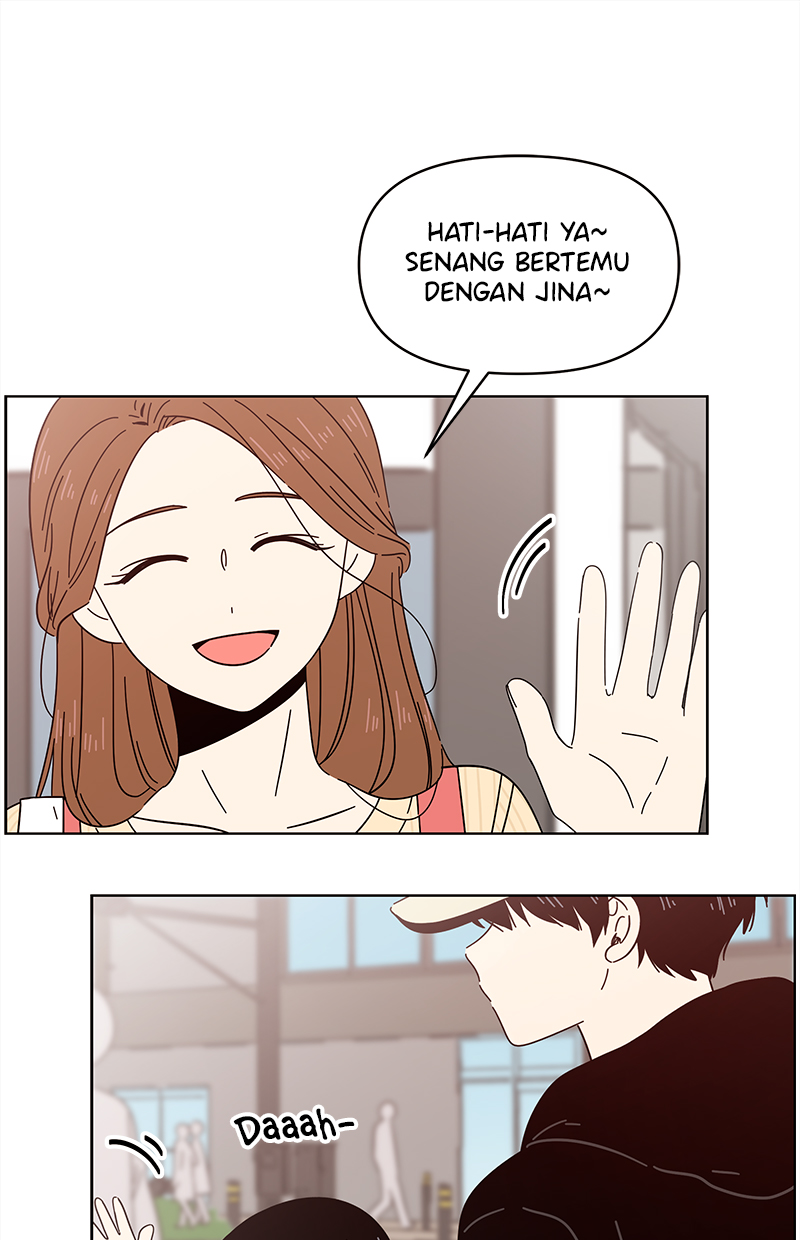 HATI-HATI YA~
SENANG BERTEMU
DENGAN JINA~
Daaah-